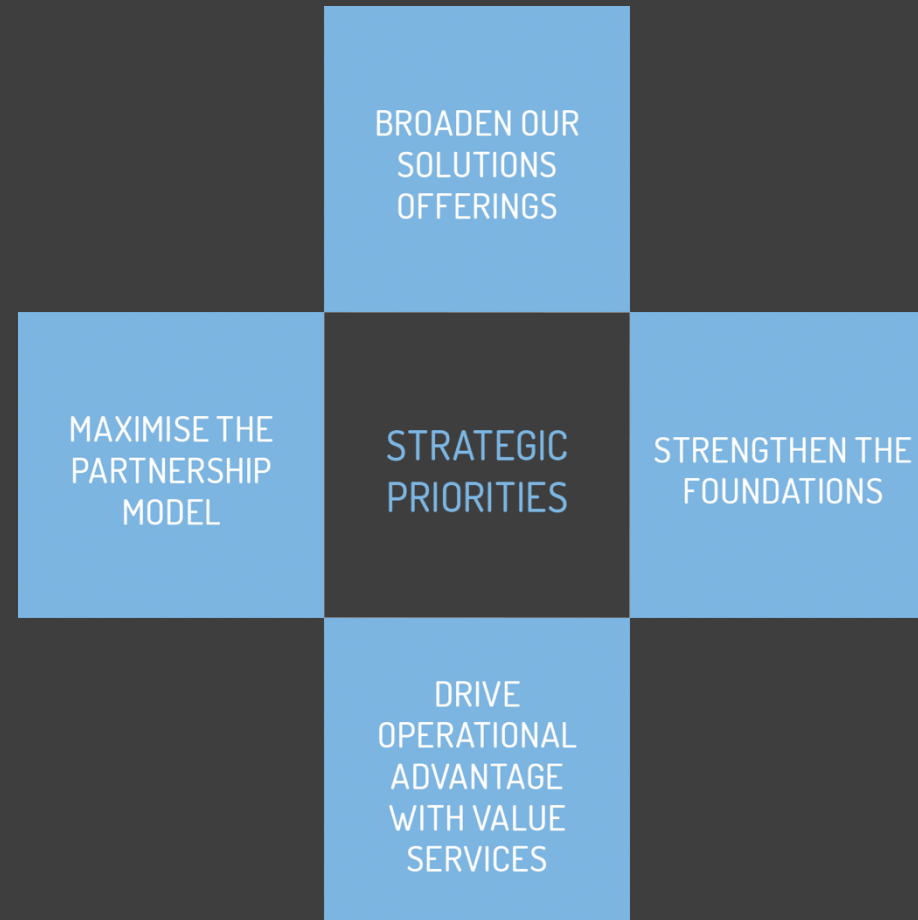 BROADEN OUR
SOLUTIONS
OFFERINGS
MAXIMISE THE
PARTNERSHIP
MODEL
STRATEGIC
PRIORITIES
STRENGTHEN THE
FOUNDATIONS
DRIVE
OPERATIONAL
ADVANTAGE
WITH VALUE
SERVICES